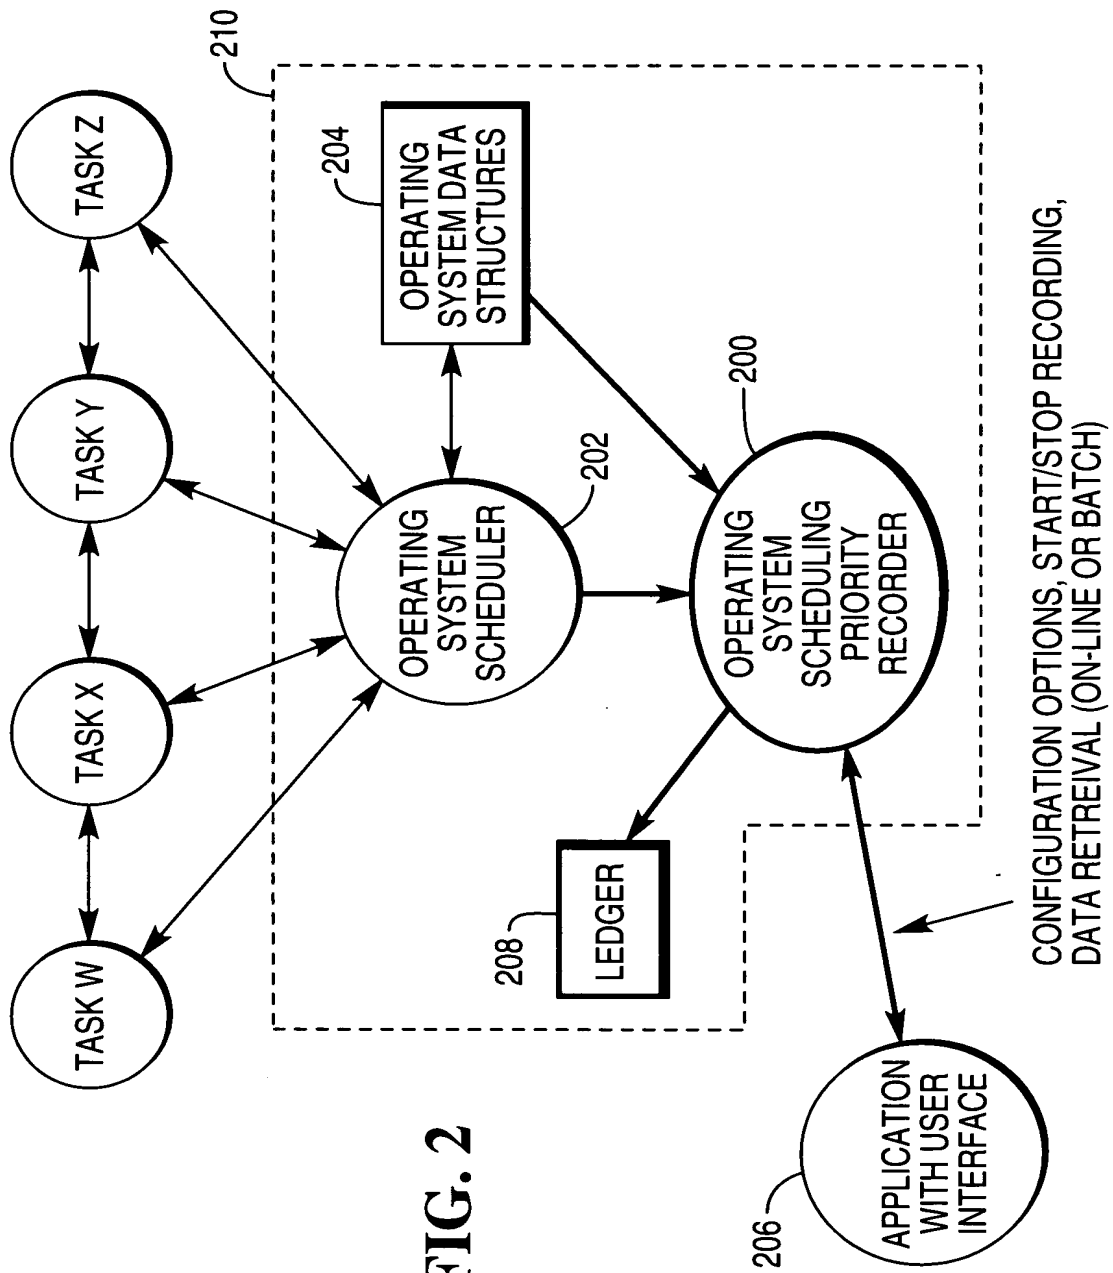 TASK W
TASK X
TASK Y
TASK Z
210
OPERATING
SYSTEM
SCHEDULER
202
OPERATING
SYSTEM DATA
STRUCTURES
204
208
LEDGER
OPERATING
SYSTEM
SCHEDULING
PRIORITY
RECORDER
200
206
APPLICATION
WITH USER
INTERFACE
CONFIGURATION OPTIONS, START/STOP RECORDING,
DATA RETREIVAL (ON-LINE OR BATCH)
FIG. 2